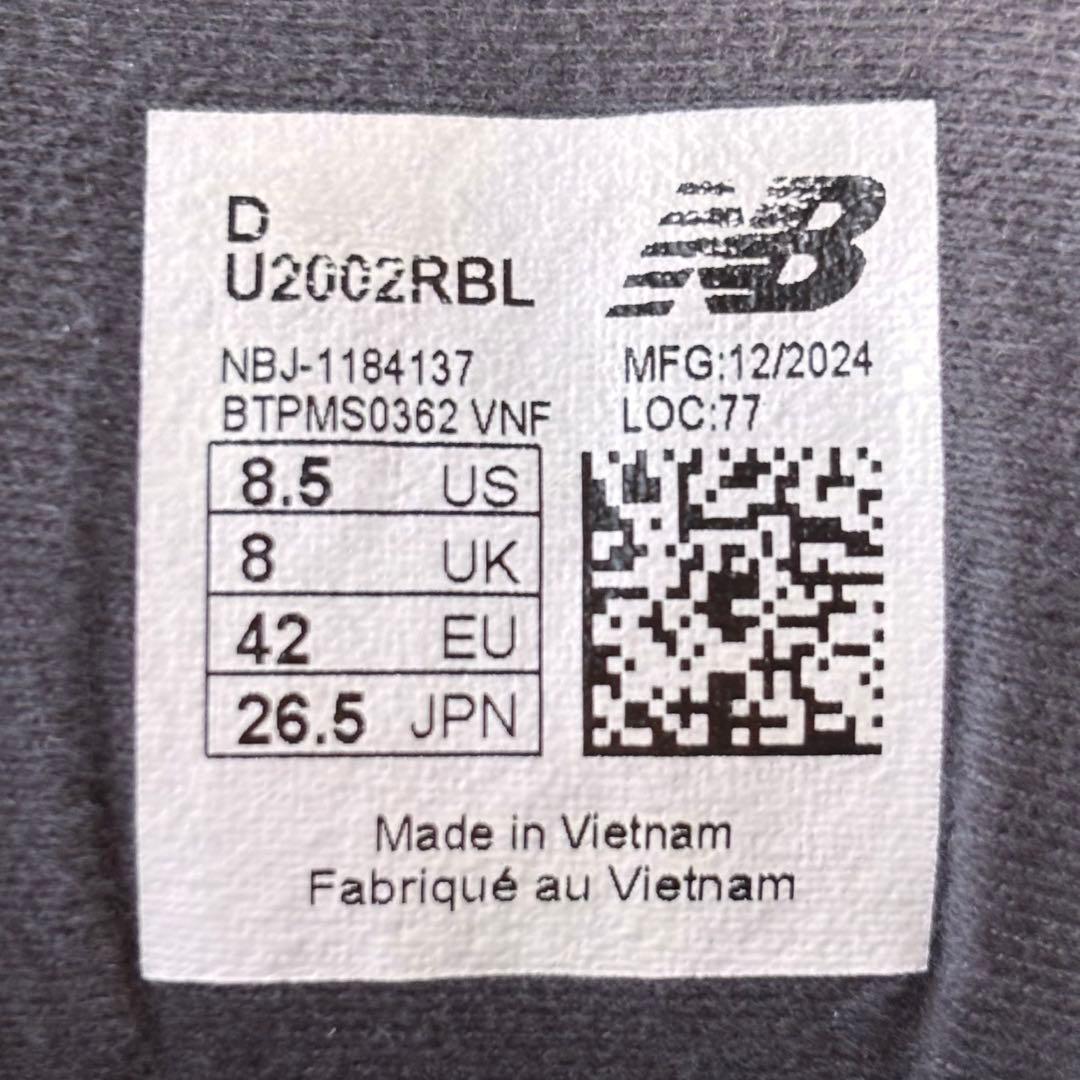 D
U2002RBL
NB
NBJ-1184137
BTPMS0362 VNF
MFG:12/2024
LOC:77
8.5 US
8 UK
42 EU
26.5 JPN
Made in Vietnam
Fabriqué au Vietnam